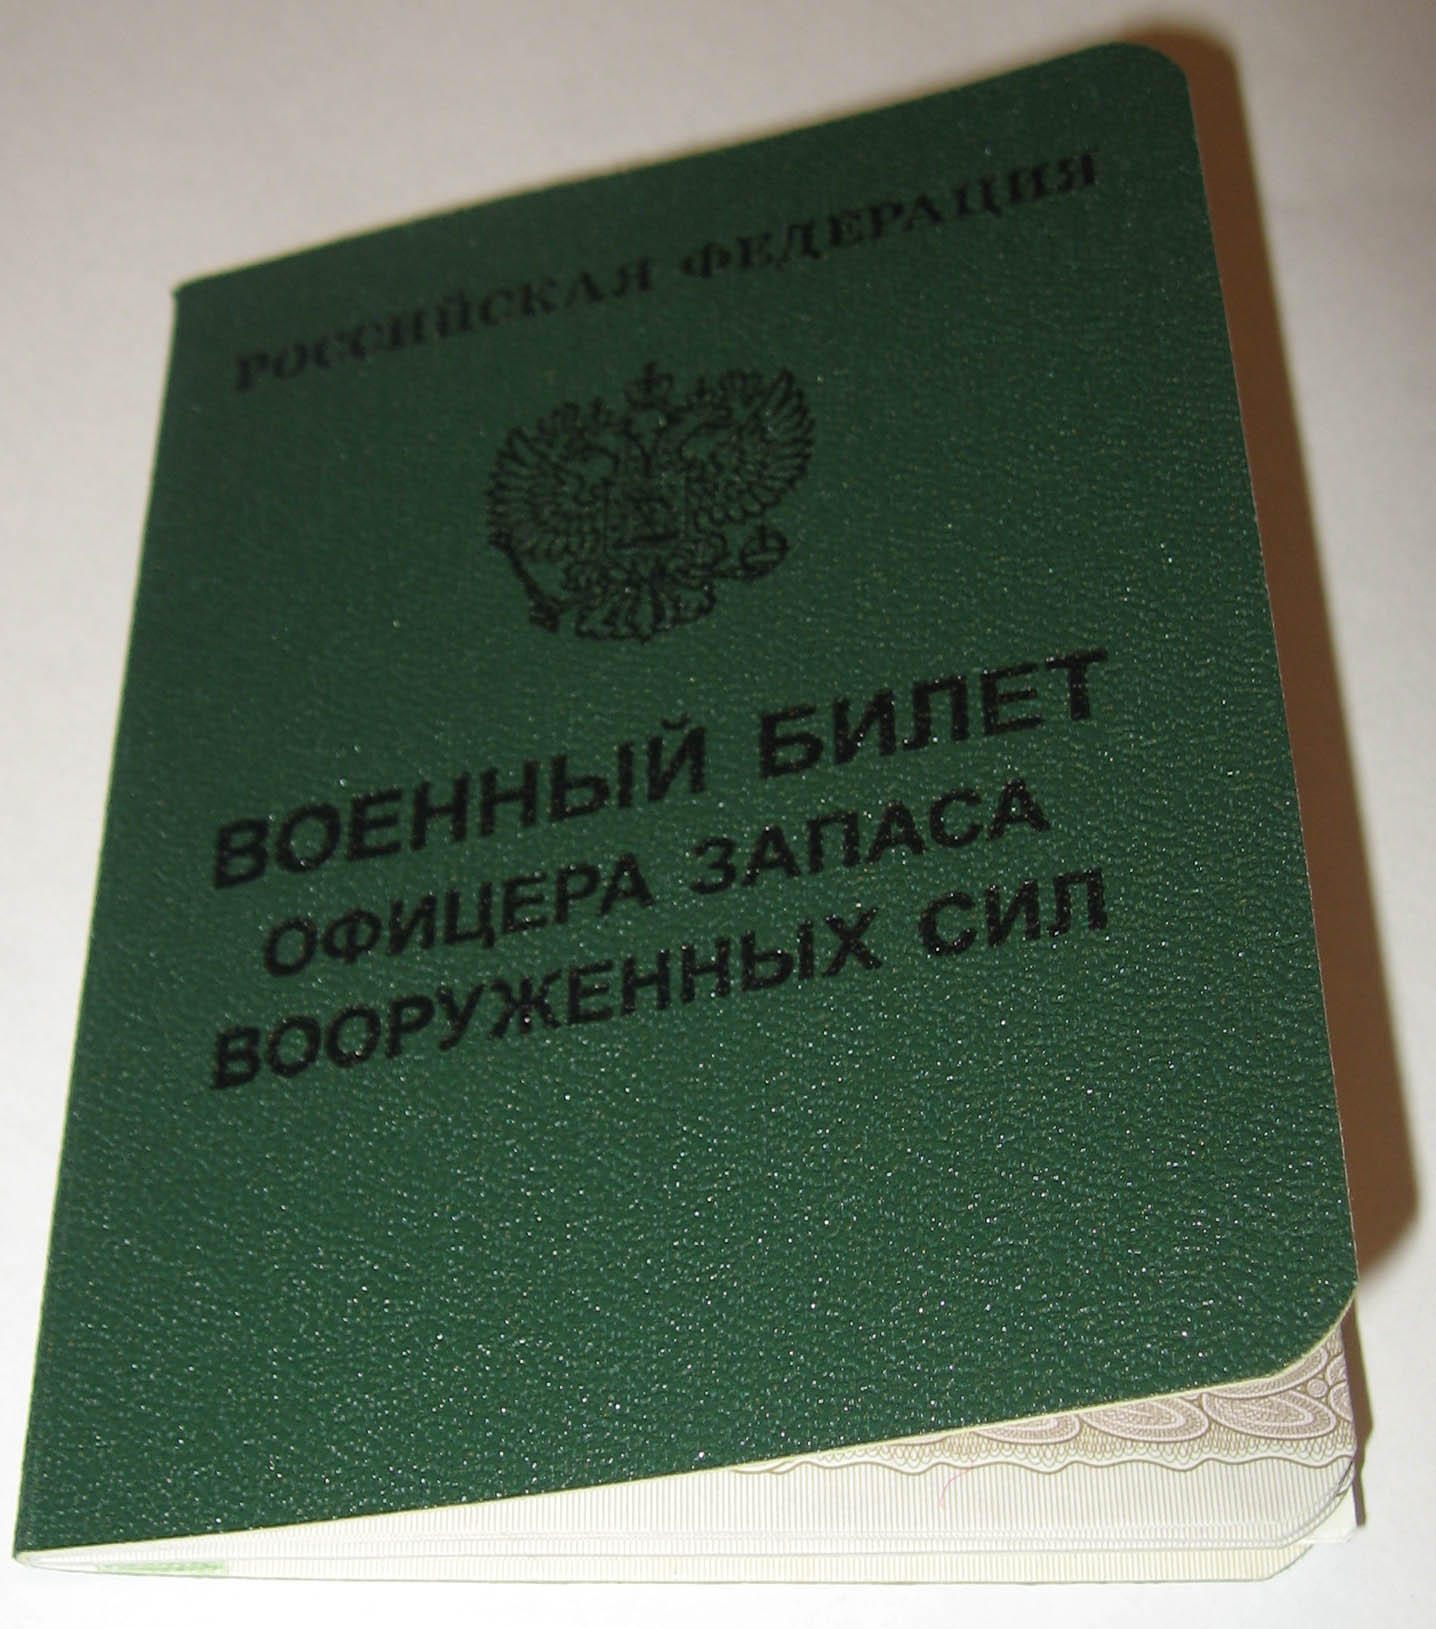 РОССИЙСКАЯ ФЕДЕРАЦИЯ
ВОЕННЫЙ БИЛЕТ
ОФИЦЕРА ЗАПАСА
ВООРУЖЕННЫХ СИЛ